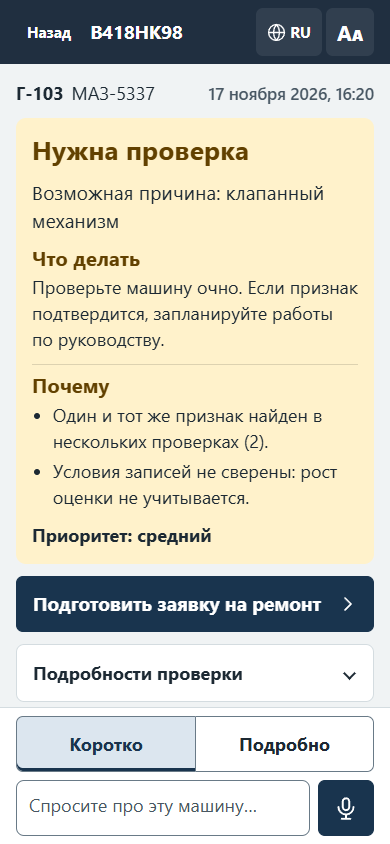 Назад В418НК98 RU Aᴀ
Г-103 МАЗ-5337 17 ноября 2026, 16:20
Нужна проверка
Возможная причина: клапанный
механизм
Что делать
Проверьте машину очно. Если признак
подтвердится, запланируйте работы
по руководству.
Почему
• Один и тот же признак найден в
нескольких проверках (2).
• Условия записей не сверены: рост
оценки не учитывается.
Приоритет: средний
Подготовить заявку на ремонт
Подробности проверки
Коротко Подробно
Спросите про эту машину...